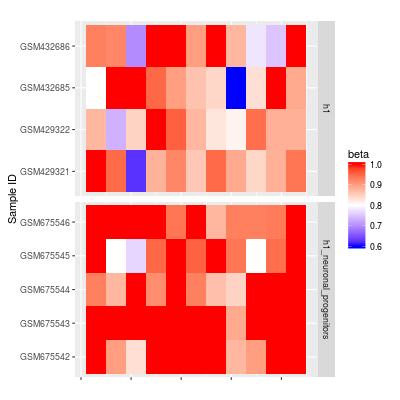 GSM432686
GSM432685
GSM429322
GSM429321
h1
GSM675546
GSM675545
GSM675544
GSM675543
GSM675542
h1_neuronal_progenitors
Sample ID
beta
1.0
0.9
0.8
0.7
0.6